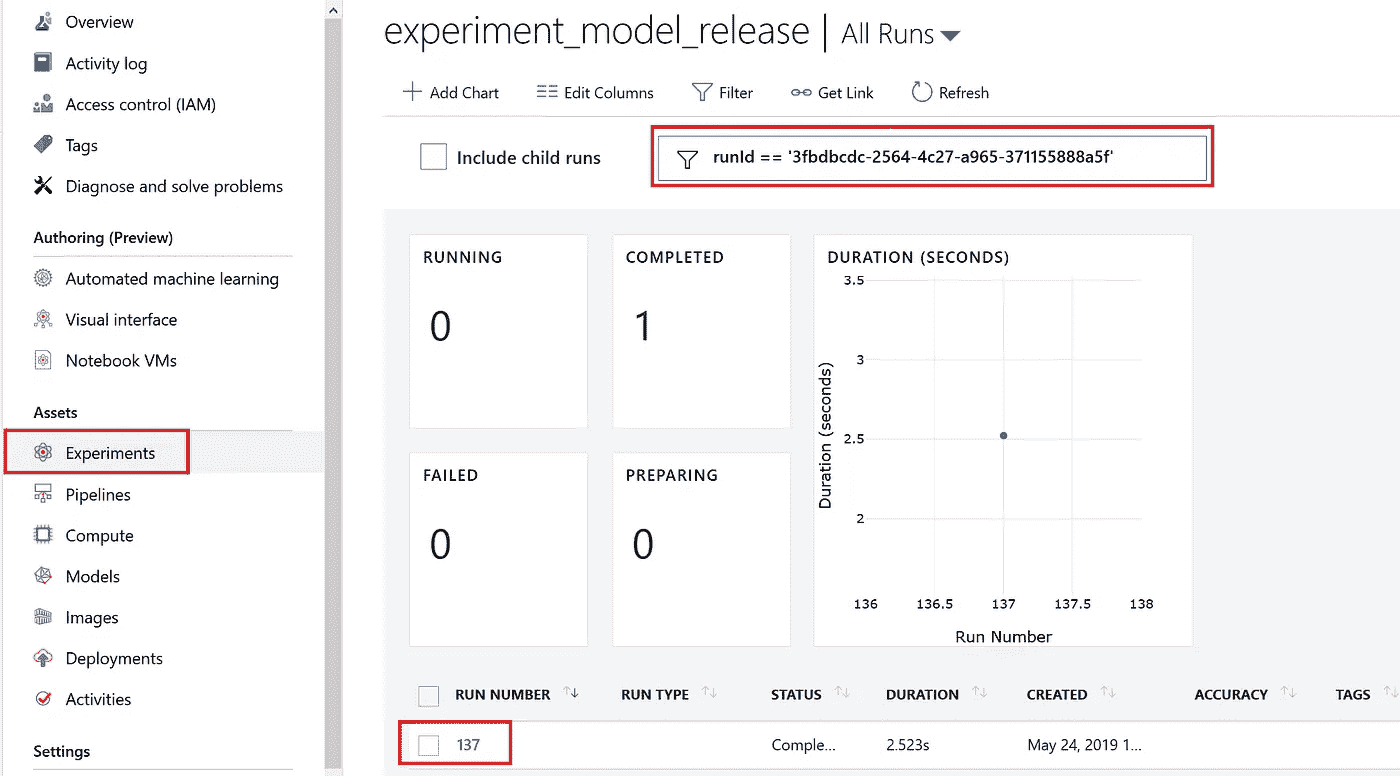 Overview
Activity log
Access control (IAM)
Tags
Diagnose and solve problems
Authoring (Preview)
Automated machine learning
Visual interface
Notebook VMs
Assets
Experiments
Pipelines
Compute
Models
Images
Deployments
Activities
Settings
experiment_model_release | All Runs
Add Chart Edit Columns Filter Get Link Refresh
Include child runs
runId == '3fbdbcdc-2564-4c27-a965-371155888a5f'
RUNNING
0
COMPLETED
1
FAILED
0
PREPARING
0
DURATION (SECONDS)
Duration (seconds)
3.5
3
2.5
2
136 136.5 137 137.5 138
Run Number
RUN NUMBER RUN TYPE STATUS DURATION CREATED ACCURACY TAGS
137 Comple... 2.523s May 24, 2019 1...